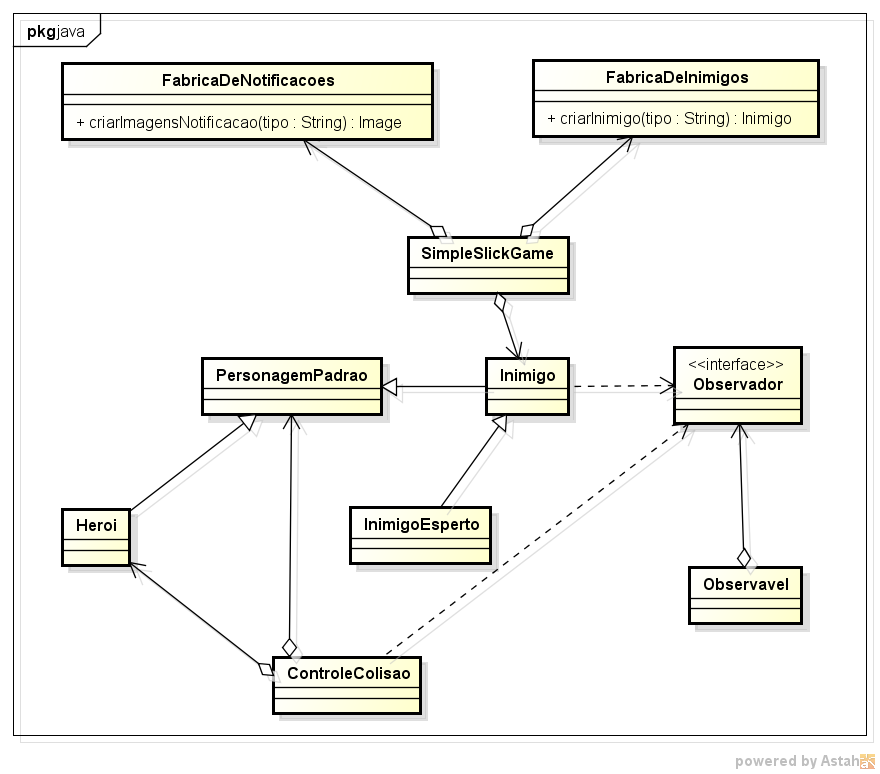 pkg java
FabricaDeNotificacoes
+ criarImagensNotificacao(tipo : String) : Image
FabricaDeInimigos
+ criarInimigo(tipo : String) : Inimigo
SimpleSlickGame
PersonagemPadrao
Inimigo
<<interface>>
Observador
Heroi
InimigoEsperto
Observavel
ControleColisao
powered by Astah